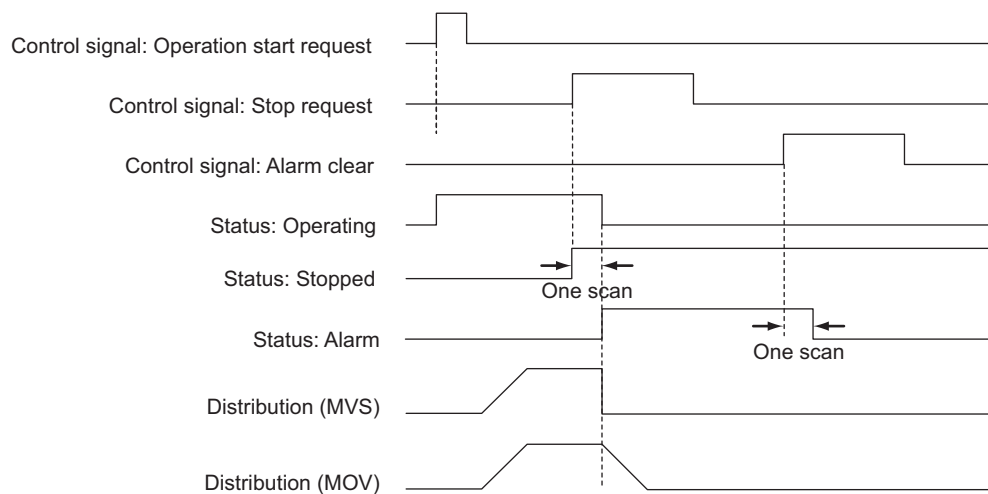 Control signal: Operation start request
Control signal: Stop request
Control signal: Alarm clear
Status: Operating
Status: Stopped
One scan
Status: Alarm
One scan
Distribution (MVS)
Distribution (MOV)